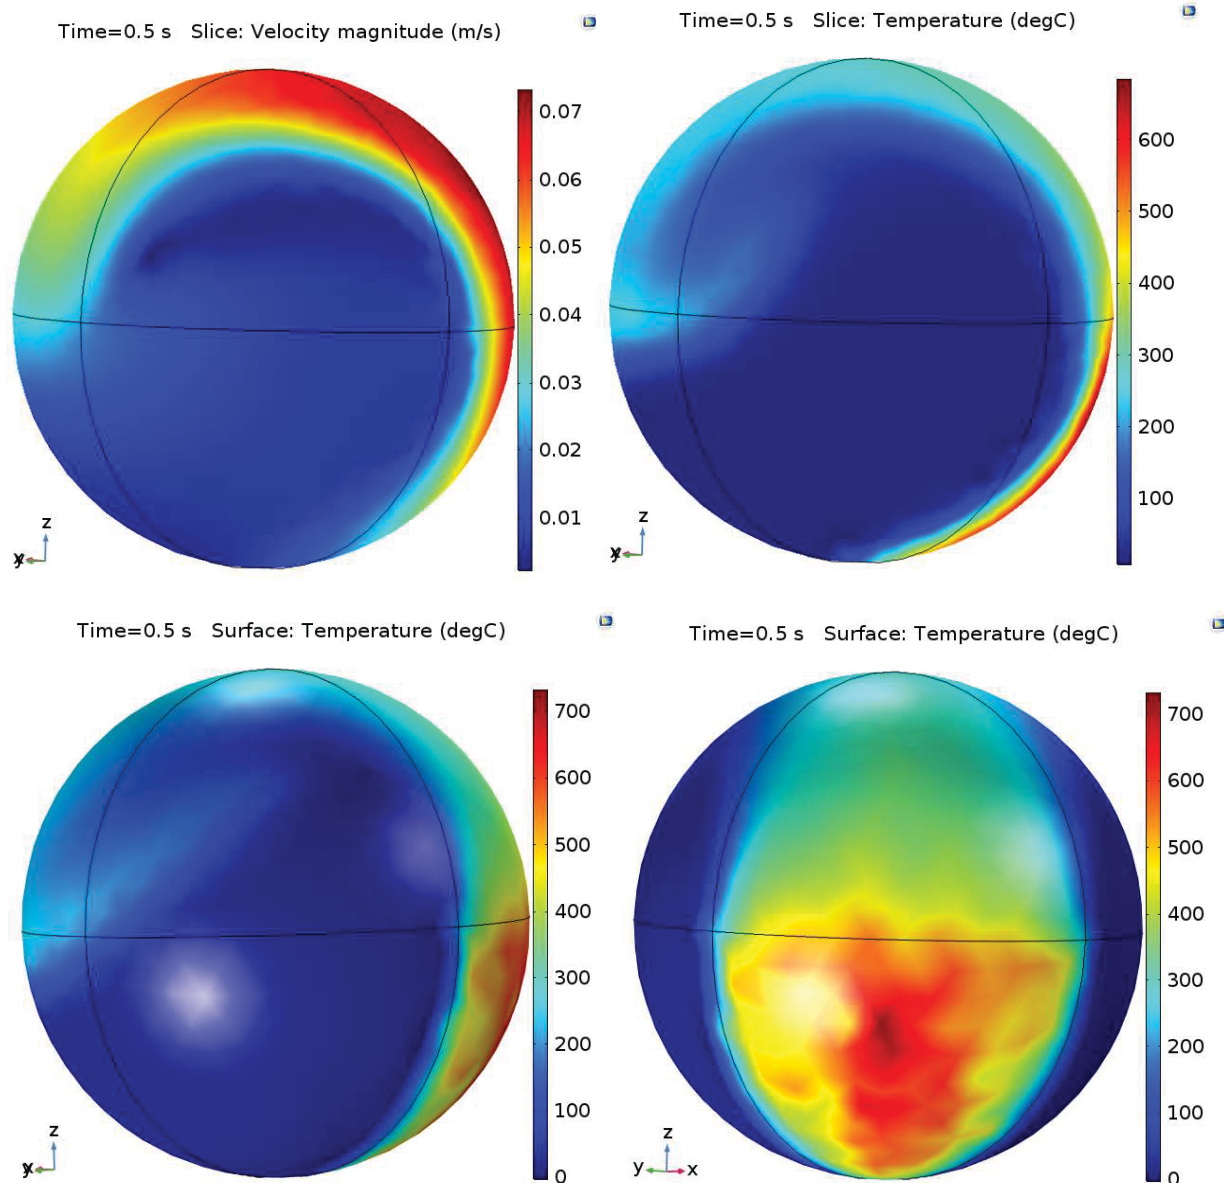 Time=0.5 s Slice: Velocity magnitude (m/s)
0.07
0.06
0.05
0.04
0.03
0.02
0.01
z
y
x
Time=0.5 s Slice: Temperature (degC)
600
500
400
300
200
100
z
y
x
Time=0.5 s Surface: Temperature (degC)
700
600
500
400
300
200
100
0
z
y
x
Time=0.5 s Surface: Temperature (degC)
700
600
500
400
300
200
100
0
z
y
x